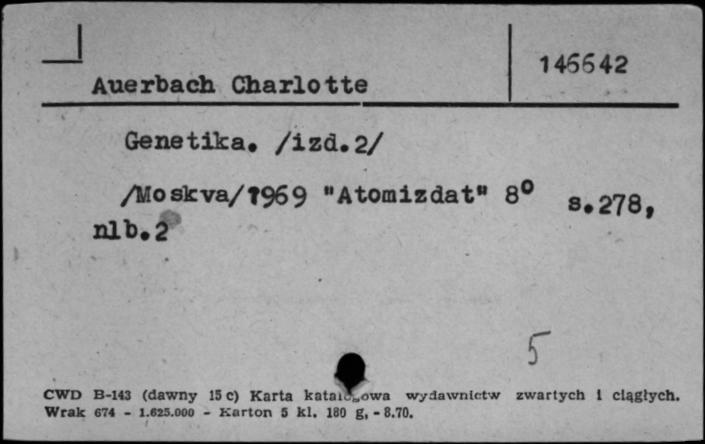 146642
Auerbach Charlotte
Genetika. /izd.2/
/Moskva/1969 "Atomizdat" 8° s.278,
nlb.2
5
CWD B-143 (dawny 15 c) Karta katalogowa wydawnictw zwartych i ciągłych.
Wrak 674 - 1.625.000 - Karton 5 kl. 180 g, - 8.70.